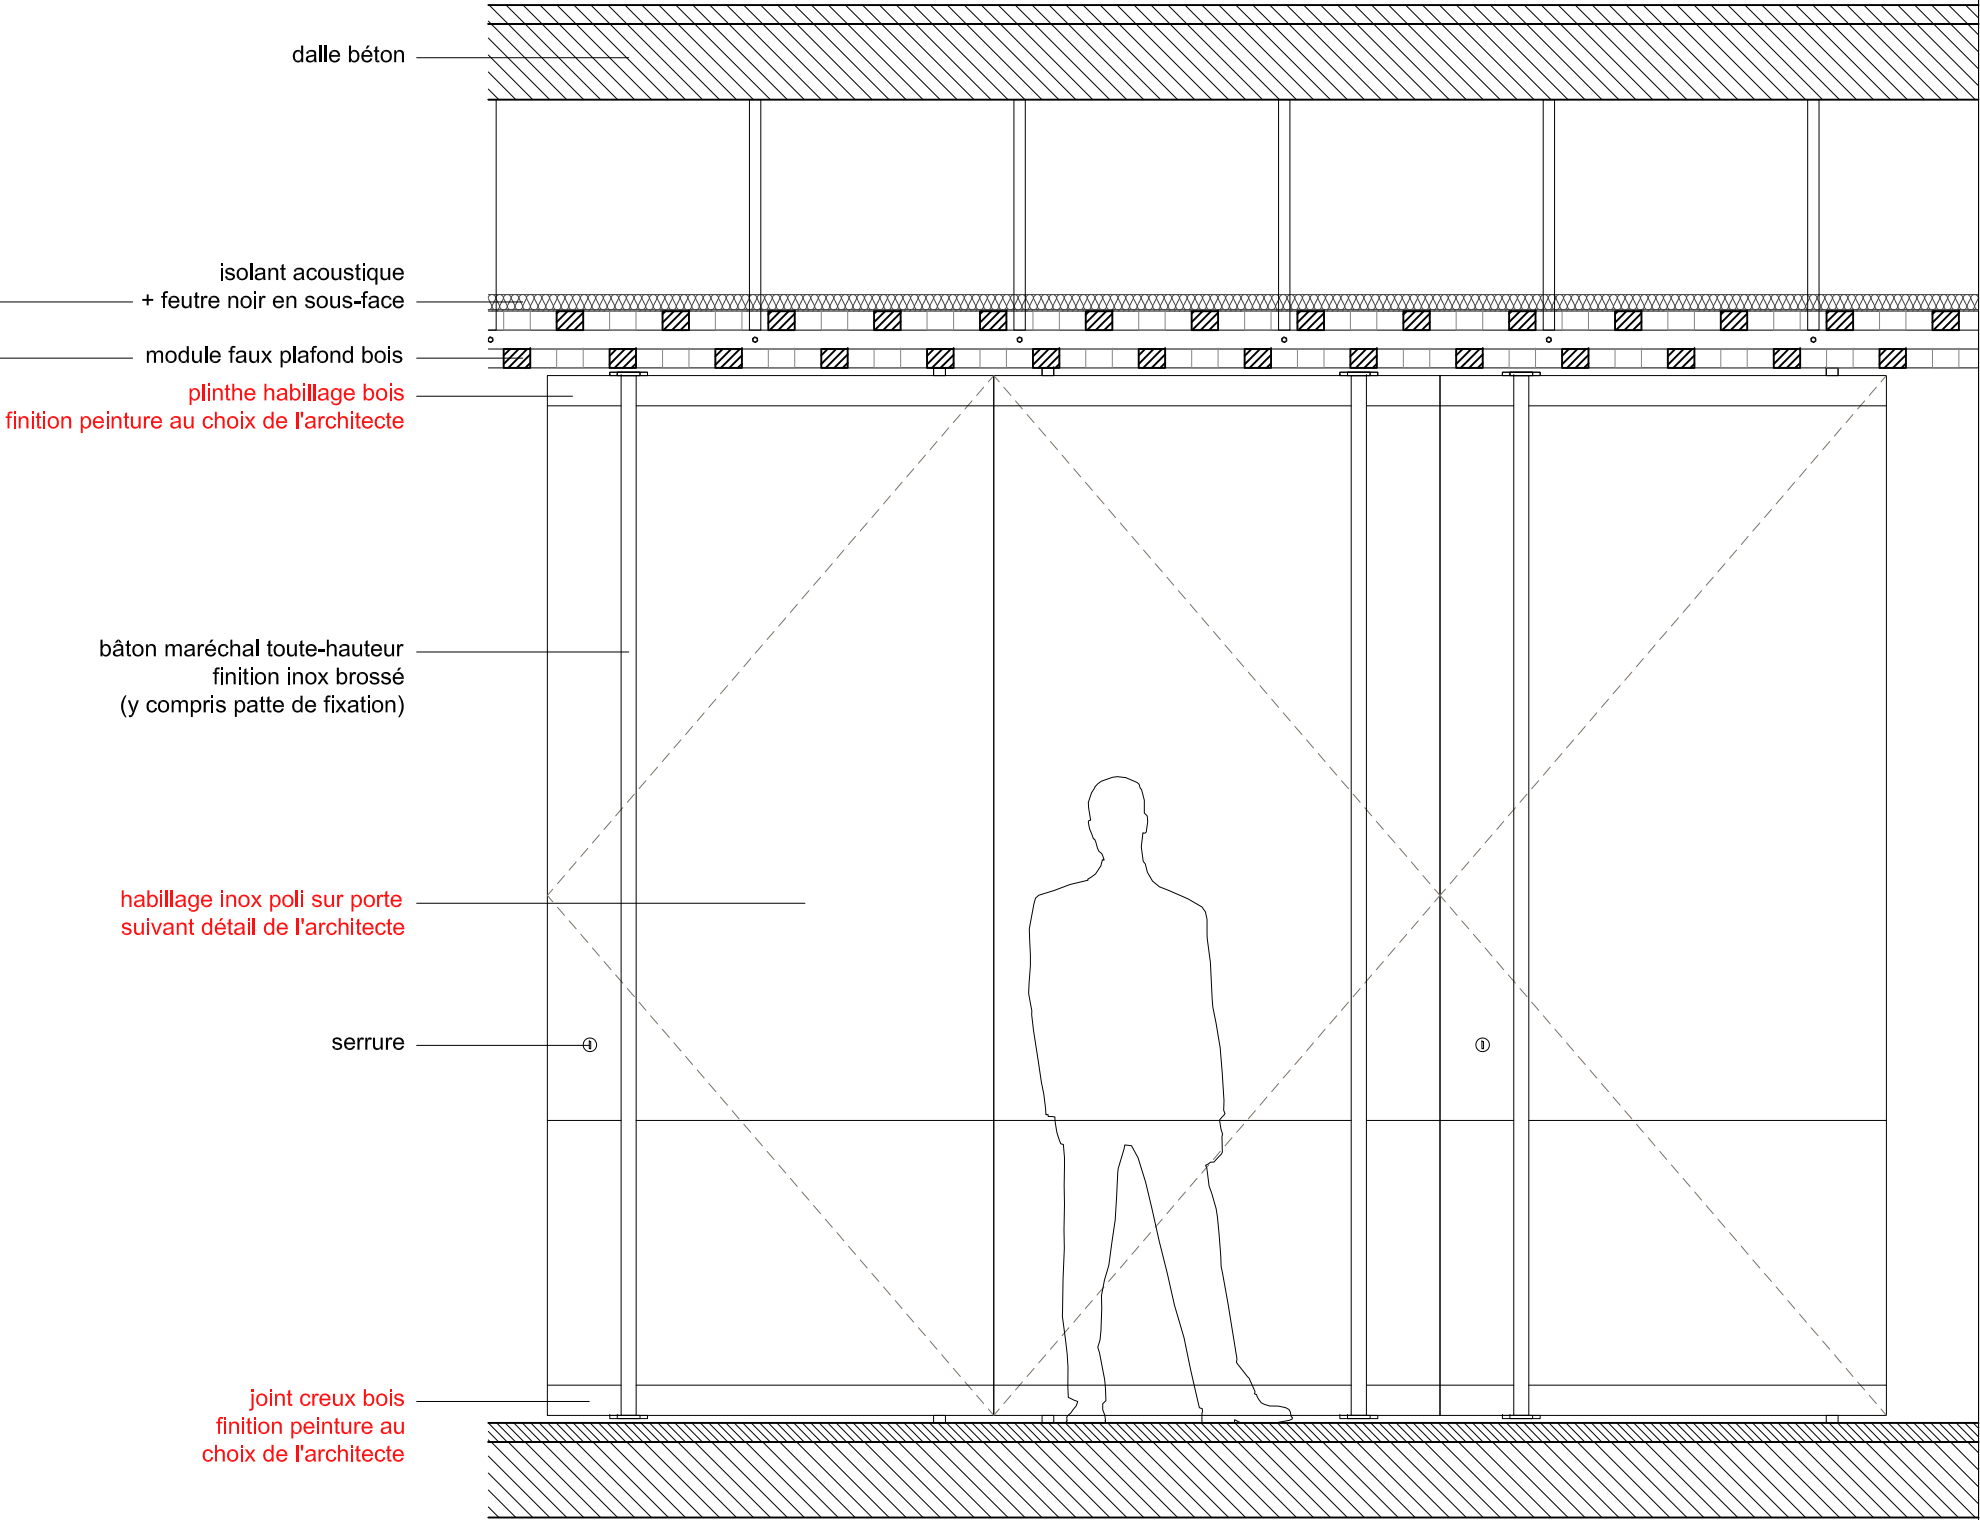 dalle béton
isolant acoustique
+ feutre noir en sous-face
module faux plafond bois
plinthe habillage bois
finition peinture au choix de l'architecte
bâton maréchal toute-hauteur
finition inox brossé
(y compris patte de fixation)
habillage inox poli sur porte
suivant détail de l'architecte
serrure
joint creux bois
finition peinture au
choix de l'architecte